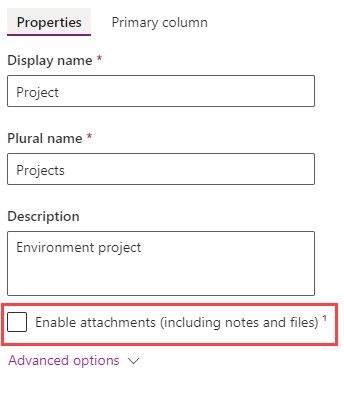 Properties Primary column
Display name *
Project
Plural name *
Projects
Description
Environment project
Enable attachments (including notes and files) ¹
Advanced options